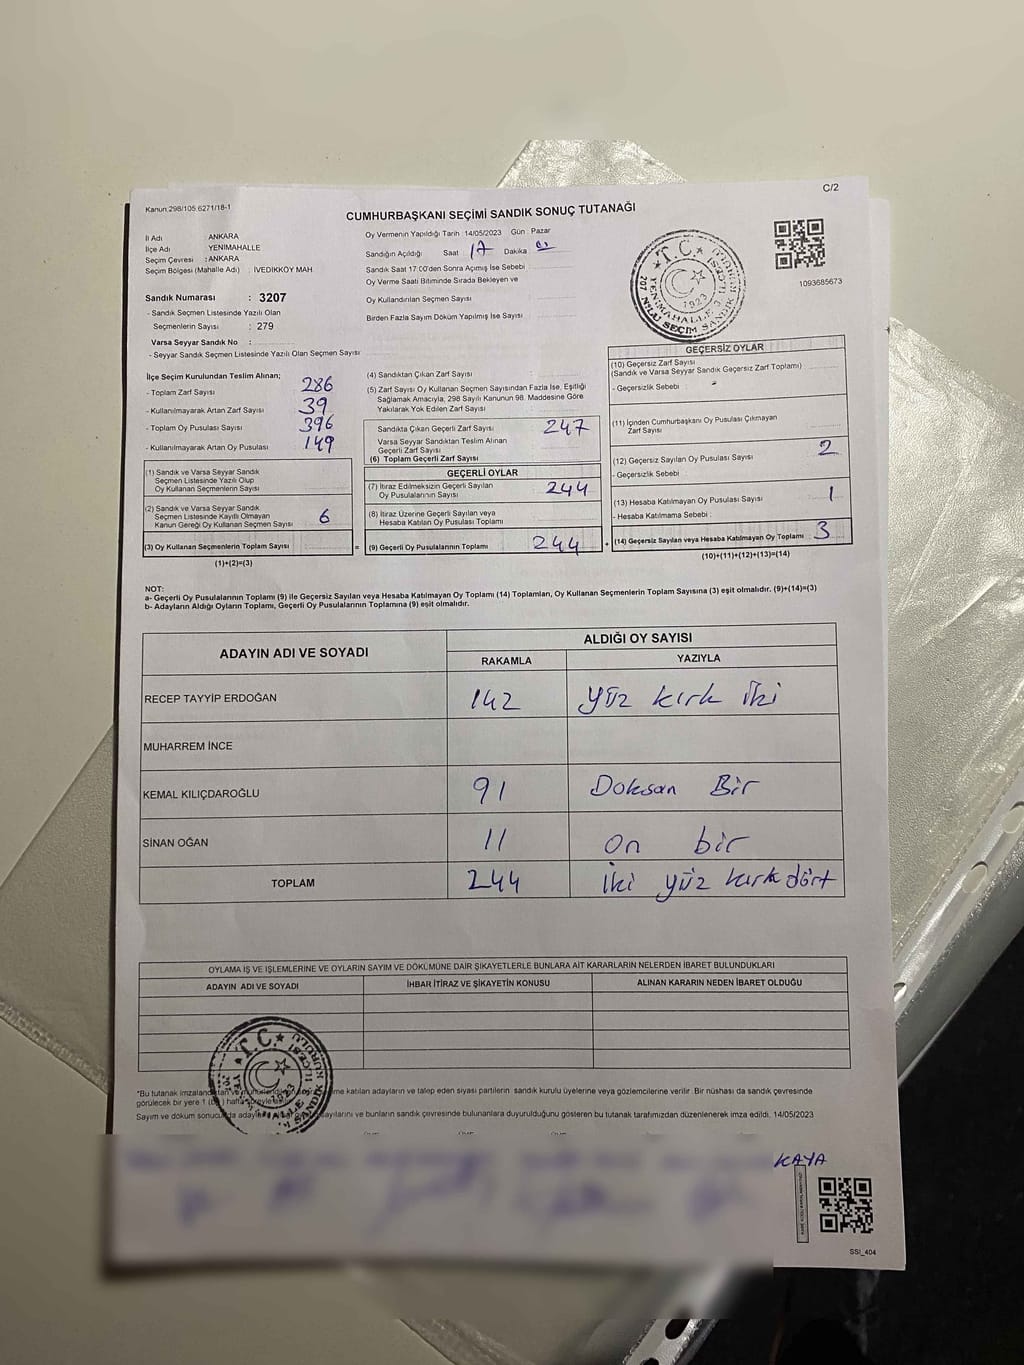 C/2
Kanun 298/105 6271/18-1
CUMHURBAŞKANI SEÇİMİ SANDIK SONUÇ TUTANAĞI
İl Adı ANKARA
İlçe Adı YENİMAHALLE
Seçim Çevresi : ANKARA
Seçim Bölgesi (Mahalle Adı) : İVEDİKKÖY MAH
Sandık Numarası : 3207
- Sandık Seçmen Listesinde Yazılı Olan
Seçmenlerin Sayısı : 279
Varsa Seyyar Sandık No :
- Seyyar Sandık Seçmen Listesinde Yazılı Olan Seçmen Sayısı
Oy Vermenin Yapıldığı Tarih : 14/05/2023 Gün : Pazar
Sandığın Açıldığı Saat 17 Dakika
Sandık Saat 17:00'den Sonra Açımış İse Sebebi
Oy Verme Saati Bitiminde Sırada Bekleyen ve
Oy Kullandırılan Seçmen Sayısı
Birden Fazla Sayım Döküm Yapılmış İse Sayısı
T.C.
YENİMAHALLE 3 İLÇESİ
1923
SEÇİM SANDIK KURULU
1093685673
İlçe Seçim Kurulundan Teslim Alınan;
- Toplam Zarf Sayısı 286
- Kullanılmayarak Artan Zarf Sayısı 39
- Toplam Oy Pusulası Sayısı 396
- Kullanılmayarak Artan Oy Pusulası 149
(1) Sandık ve Varsa Seyyar Sandık
Seçmen Listesinde Yazılı Olup
Oy Kullanan Seçmenlerin Sayısı
(2) Sandık ve Varsa Seyyar Sandık
Seçmen Listesinde Kayıtlı Olmayan
Kanun Gereği Oy Kullanan Seçmen Sayısı 6
(3) Oy Kullanan Seçmenlerin Toplam Sayısı =
(1)+(2)=(3)
(4) Sandıktan Çıkan Zarf Sayısı :
(5) Zarf Sayısı Oy Kullanan Seçmen Sayısından Fazla İse, Eşitliği
Sağlamak Amacıyla, 298 Sayılı Kanunun 98. Maddesine Göre
Yakılarak Yok Edilen Zarf Sayısı
Sandıkta Çıkan Geçerli Zarf Sayısı 247
Varsa Seyyar Sandıktan Teslim Alınan
Geçerli Zarf Sayısı
(6) Toplam Geçerli Zarf Sayısı
GEÇERLİ OYLAR
(7) İtiraz Edilmeksizin Geçerli Sayılan
Oy Pusulalarının Sayısı 244
(8) İtiraz Üzerine Geçerli Sayılan veya
Hesaba Katılan Oy Pusulası Toplamı
(9) Geçerli Oy Pusulalarının Toplamı 244 +
GEÇERSİZ OYLAR
(10) Geçersiz Zarf Sayısı
(Sandık ve Varsa Seyyar Sandık Geçersiz Zarf Toplamı)
- Geçersizlik Sebebi
(11) İçinden Cumhurbaşkanı Oy Pusulası Çıkmayan
Zarf Sayısı
(12) Geçersiz Sayılan Oy Pusulası Sayısı 2
- Geçersizlik Sebebi
(13) Hesaba Katılmayan Oy Pusulası Sayısı 1
- Hesaba Katılmama Sebebi :
(14) Geçersiz Sayılan veya Hesaba Katılmayan Oy Toplamı 3
(10)+(11)+(12)+(13)=(14)
NOT:
a- Geçerli Oy Pusulalarının Toplamı (9) ile Geçersiz Sayılan veya Hesaba Katılmayan Oy Toplamı (14) Toplamları, Oy Kullanan Seçmenlerin Toplam Sayısına (3) eşit olmalıdır. (9)+(14)=(3)
b- Adayların Aldığı Oyların Toplamı, Geçerli Oy Pusulalarının Toplamına (9) eşit olmalıdır.
ADAYIN ADI VE SOYADI
ALDIĞI OY SAYISI
RAKAMLA YAZIYLA
RECEP TAYYİP ERDOĞAN 142 yüz kırk iki
MUHARREM İNCE
KEMAL KILIÇDAROĞLU 91 Doksan Bir
SİNAN OĞAN 11 on bir
TOPLAM 244 iki yüz kırk dört
OYLAMA İŞ VE İŞLEMLERİNE VE OYLARIN SAYIM VE DÖKÜMÜNE DAİR ŞİKAYETLERLE BUNLARA AİT KARARLARIN NELERDEN İBARET BULUNDUKLARI
ADAYIN ADI VE SOYADI İHBAR İTİRAZ VE ŞİKAYETİN KONUSU ALINAN KARARIN NEDEN İBARET OLDUĞU
T.C.
1923
SANDIK KURULU
*Bu tutanak katılan adayların ve talep eden siyasi partilerin sandık kurulu üyelerine veya gözlemcilerine verilir. Bir nüshası da sandık çevresinde
görülecek bir yere 1
Sayım ve döküm sayılarını ve bunların sandık çevresinde bulunanlara duyurulduğunu gösteren bu tutanak tarafımızdan düzenlenerek imza edildi. 14/05/2023
KAYA
SSI_404